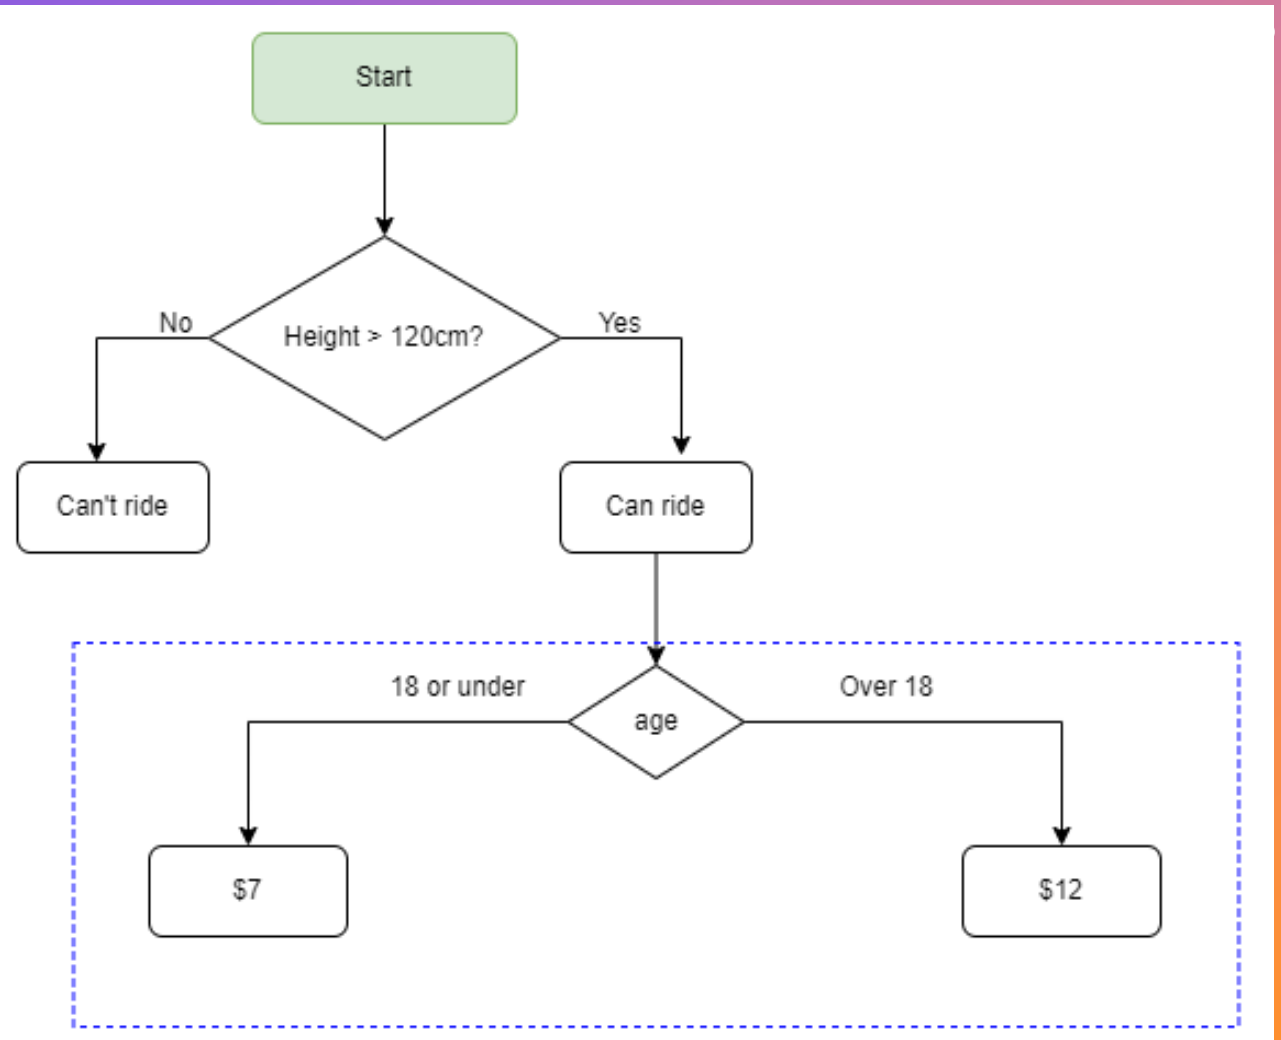 Start
Height > 120cm?
No
Yes
Can't ride
Can ride
18 or under
Over 18
age
$7
$12